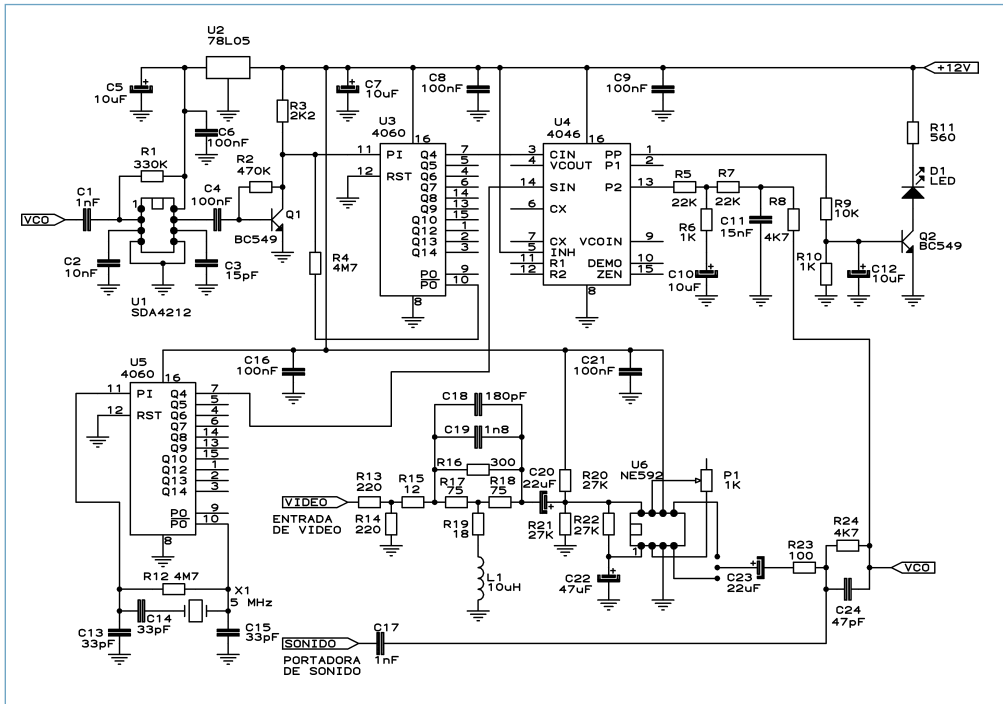 U2
78L05
C5
10uF
C6
100nF
R1
330K
C4
100nF
R2
470K
R3
2K2
C1
1nF
VCO
1
Q1
BC549
C2
10nF
C3
15pF
U1
SDA4212
R4
4M7
C7
10uF
C8
100nF
C9
100nF
+12V
U3
4060
16
11 PI
12 RST
Q4 7
Q5 5
Q6 4
Q7 6
Q8 14
Q9 13
Q10 15
Q12 1
Q13 2
Q14 3
PO 9
PO 10
8
U4
4046
16
3 CIN
4 VCOUT
14 SIN
6 CX
7 CX
5 INH
11 R1
12 R2
PP 1
P1 2
P2 13
VCOIN 9
DEMO 10
ZEN 15
8
R5
22K
R7
22K
R6
1K
C11
15nF
R8
4K7
C10
10uF
R9
10K
R10
1K
C12
10uF
R11
560
D1
LED
Q2
BC549
U5
4060
16
11 PI
12 RST
Q4 7
Q5 5
Q6 4
Q7 6
Q8 14
Q9 13
Q10 15
Q12 1
Q13 2
Q14 3
PO 9
PO 10
8
C16
100nF
C21
100nF
C18 180pF
C19 1n8
R16 300
R13
220
R15
12
R17
75
R18
75
C20
22uF
R20
27K
U6
NE592
P1
1K
VIDEO
ENTRADA
DE VIDEO
R14
220
R19
18
R21
27K
R22
27K
1
L1
10uH
C22
47uF
C23
22uF
R23
100
R24
4K7
VCO
C24
47pF
R12 4M7
X1
5 MHz
C14
33pF
C13
33pF
C15
33pF
SONIDO
PORTADORA
DE SONIDO
C17
1nF